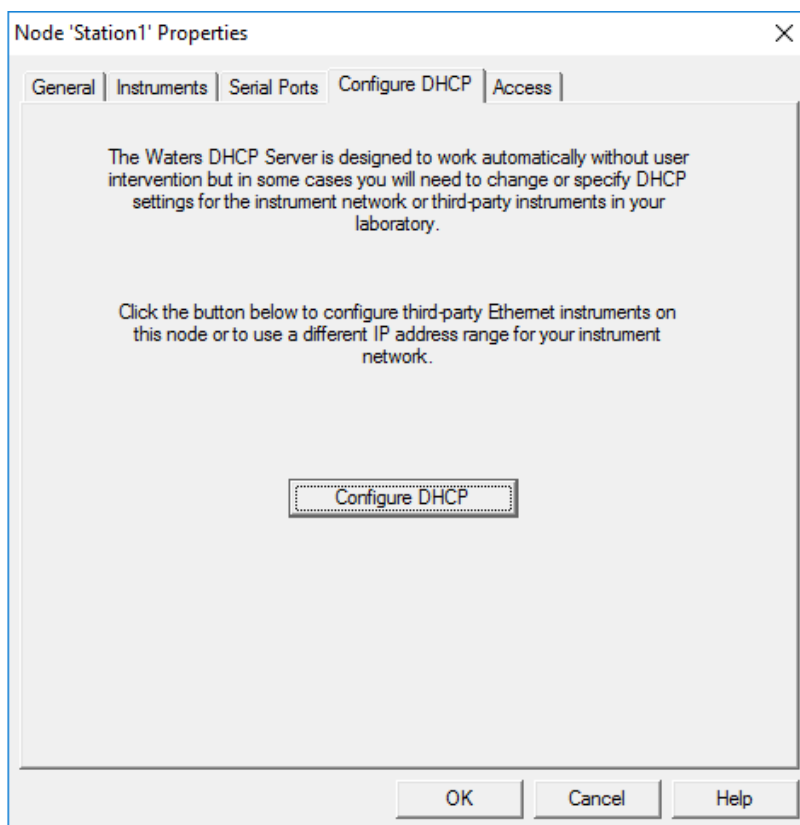 Node 'Station1' Properties
General Instruments Serial Ports Configure DHCP Access
The Waters DHCP Server is designed to work automatically without user
intervention but in some cases you will need to change or specify DHCP
settings for the instrument network or third-party instruments in your
laboratory.
Click the button below to configure third-party Ethernet instruments on
this node or to use a different IP address range for your instrument
network.
Configure DHCP
OK Cancel Help